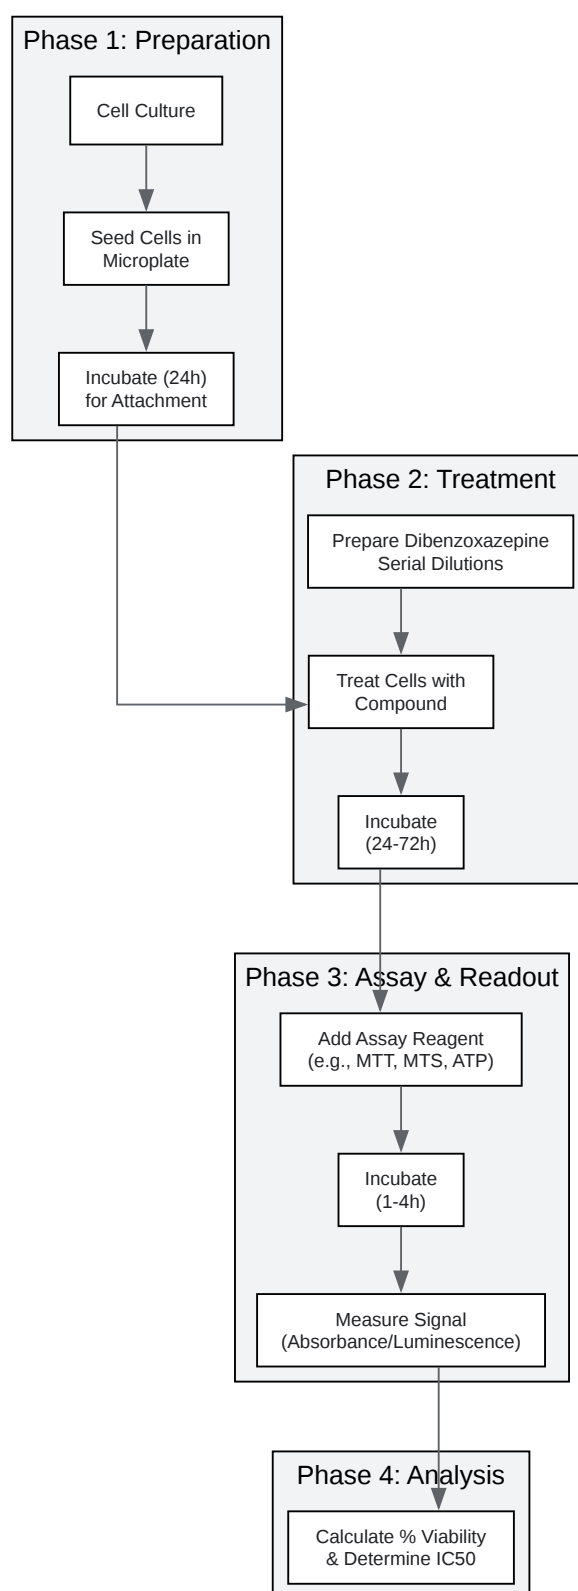 Phase 1: Preparation
Cell Culture
Seed Cells in
Microplate
Incubate (24h)
for Attachment
Phase 2: Treatment
Prepare Dibenzoxazepine
Serial Dilutions
Treat Cells with
Compound
Incubate
(24-72h)
Phase 3: Assay & Readout
Add Assay Reagent
(e.g., MTT, MTS, ATP)
Incubate
(1-4h)
Measure Signal
(Absorbance/Luminescence)
Phase 4: Analysis
Calculate % Viability
& Determine IC50